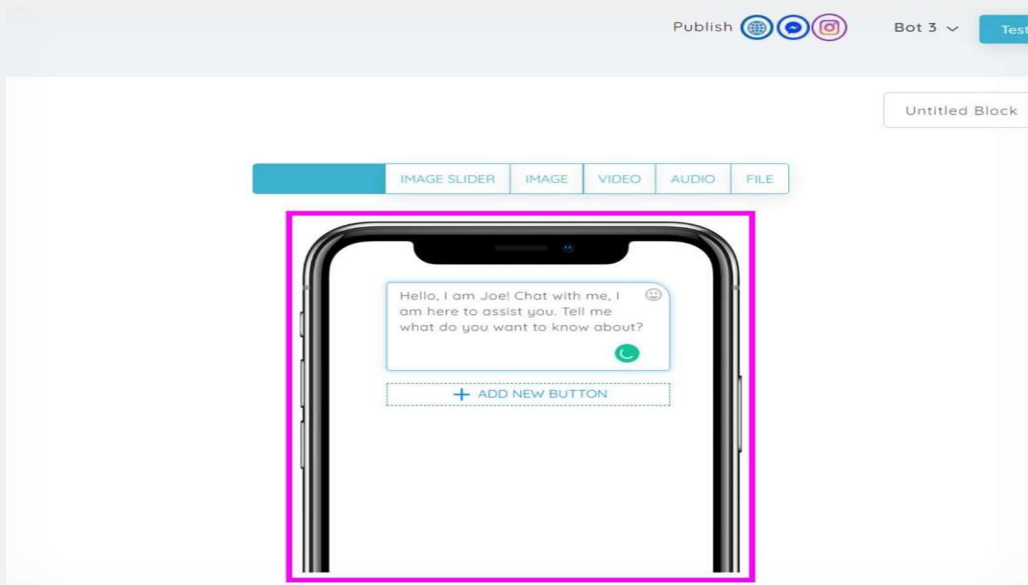 Publish
Bot 3
Test
Untitled Block
IMAGE SLIDER
IMAGE
VIDEO
AUDIO
FILE
Hello, I am Joe! Chat with me, I
am here to assist you. Tell me
what do you want to know about?
+ ADD NEW BUTTON